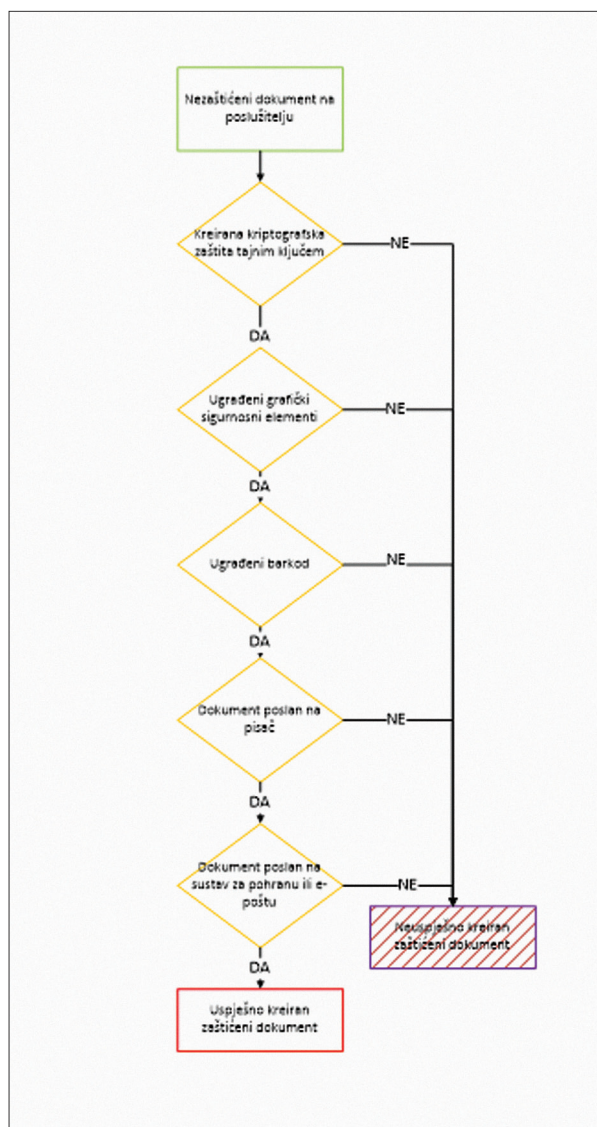 Nezaštićeni dokument na
poslužitelju
Kreirana kriptografska
zaštita tajnim ključem
NE
DA
Ugrađeni grafički
sigurnosni elementi
NE
DA
Ugrađeni barkod
NE
DA
Dokument poslan na
pisač
NE
DA
Dokument poslan na
sustav za pohranu ili e-
poštu
NE
DA
Neuspješno kreiran
zaštićeni dokument
Uspješno kreiran
zaštićeni dokument